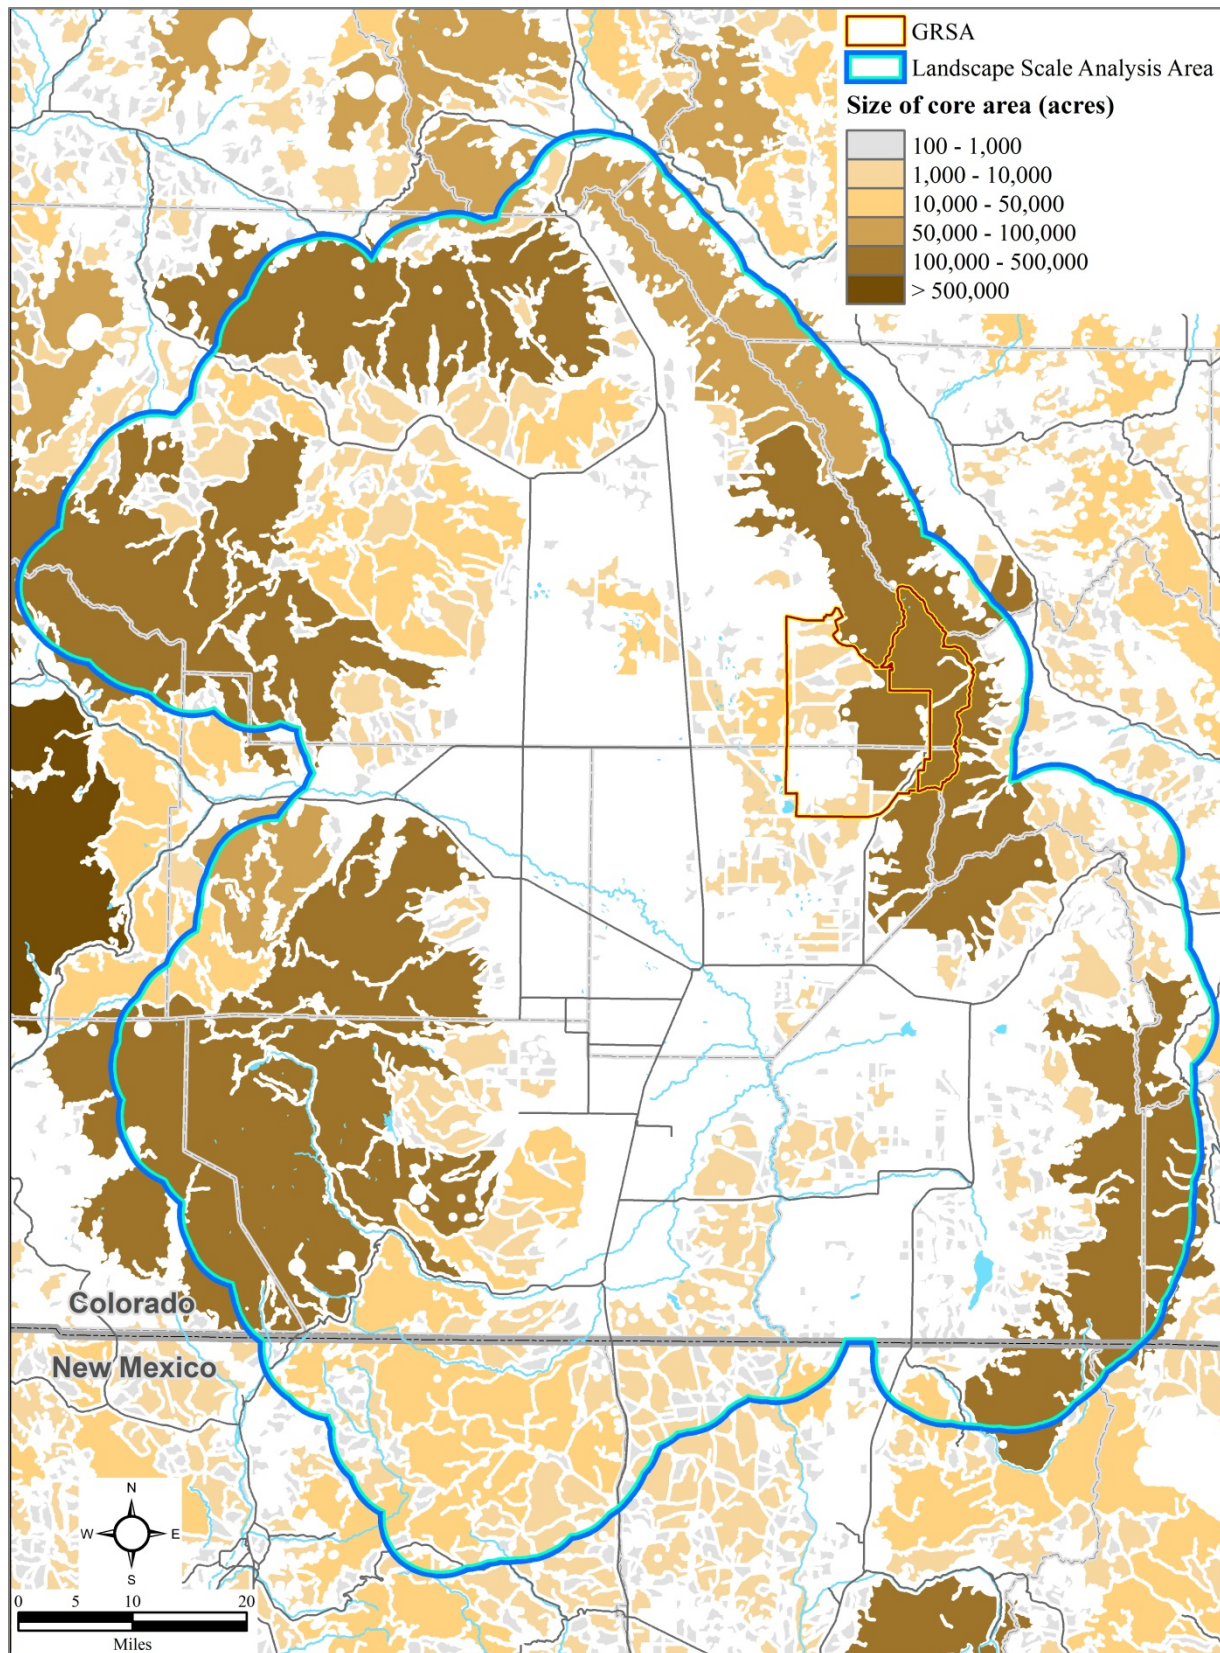 GRSA
Landscape Scale Analysis Area
Size of core area (acres)
100 - 1,000
1,000 - 10,000
10,000 - 50,000
50,000 - 100,000
100,000 - 500,000
> 500,000
Colorado
New Mexico
N
W E
S
0 5 10 20
Miles